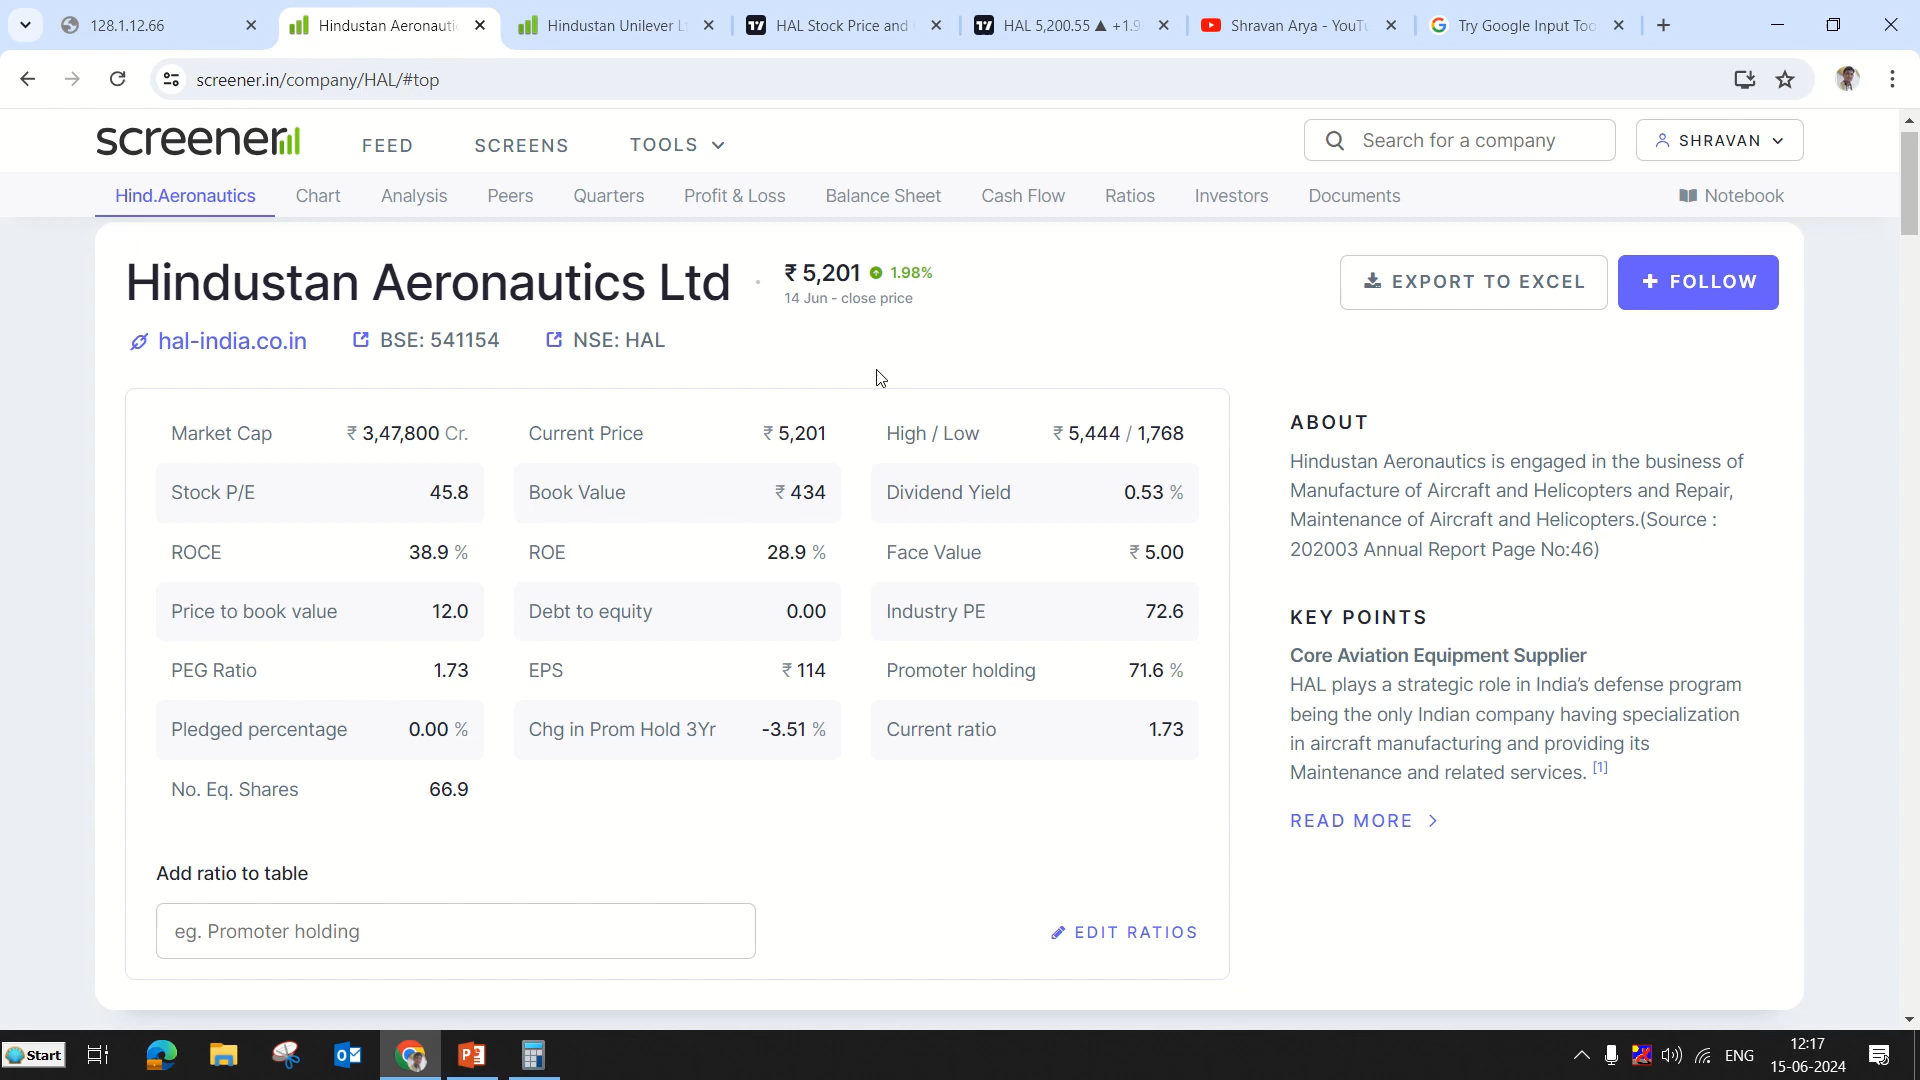 128.1.12.66
Hindustan Aeronauti
Hindustan Unilever L
HAL Stock Price and
HAL 5,200.55 ▲ +1.9
Shravan Arya - YouTu
Try Google Input Too
screener.in/company/HAL/#top
screener
FEED
SCREENS
TOOLS
Search for a company
SHRAVAN
Hind.Aeronautics
Chart
Analysis
Peers
Quarters
Profit & Loss
Balance Sheet
Cash Flow
Ratios
Investors
Documents
Notebook
Hindustan Aeronautics Ltd
₹ 5,201 1.98%
14 Jun - close price
EXPORT TO EXCEL
+ FOLLOW
hal-india.co.in
BSE: 541154
NSE: HAL
Market Cap ₹ 3,47,800 Cr.
Current Price ₹ 5,201
High / Low ₹ 5,444 / 1,768
Stock P/E 45.8
Book Value ₹ 434
Dividend Yield 0.53 %
ROCE 38.9 %
ROE 28.9 %
Face Value ₹ 5.00
Price to book value 12.0
Debt to equity 0.00
Industry PE 72.6
PEG Ratio 1.73
EPS ₹ 114
Promoter holding 71.6 %
Pledged percentage 0.00 %
Chg in Prom Hold 3Yr -3.51 %
Current ratio 1.73
No. Eq. Shares 66.9
Add ratio to table
eg. Promoter holding
EDIT RATIOS
ABOUT
Hindustan Aeronautics is engaged in the business of
Manufacture of Aircraft and Helicopters and Repair,
Maintenance of Aircraft and Helicopters.(Source :
202003 Annual Report Page No:46)
KEY POINTS
Core Aviation Equipment Supplier
HAL plays a strategic role in India's defense program
being the only Indian company having specialization
in aircraft manufacturing and providing its
Maintenance and related services. [1]
READ MORE
Start
ENG
12:17
15-06-2024